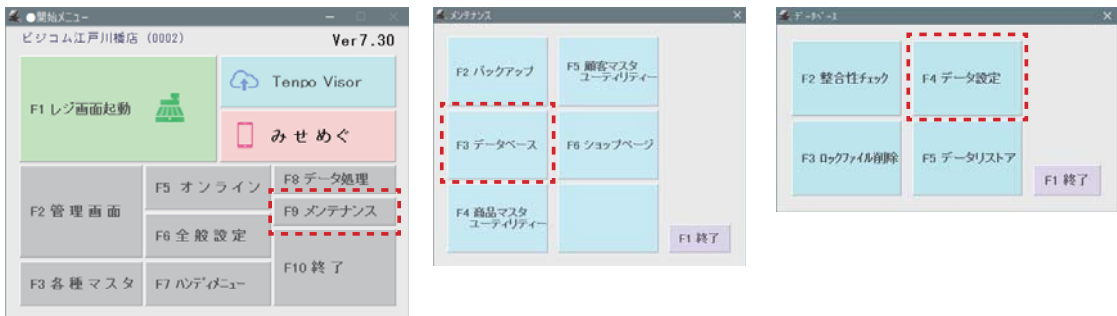 ●開始メニュー
ビジコム江戸川橋店 (0002)
Ver7.30
F1 レジ画面起動
Tenpo Visor
みせめぐ
F2 管理画面
F5 オンライン
F8 データ処理
F9 メンテナンス
F6 全般設定
F10 終了
F3 各種マスタ
F7 ハンディメニュー
メンテナンス
F2 バックアップ
F5 顧客マスタ
ユーティリティー
F3 データベース
F6 ショップページ
F4 商品マスタ
ユーティリティー
F1 終了
データベース
F2 整合性チェック
F4 データ設定
F3 ロックファイル削除
F5 データリストア
F1 終了